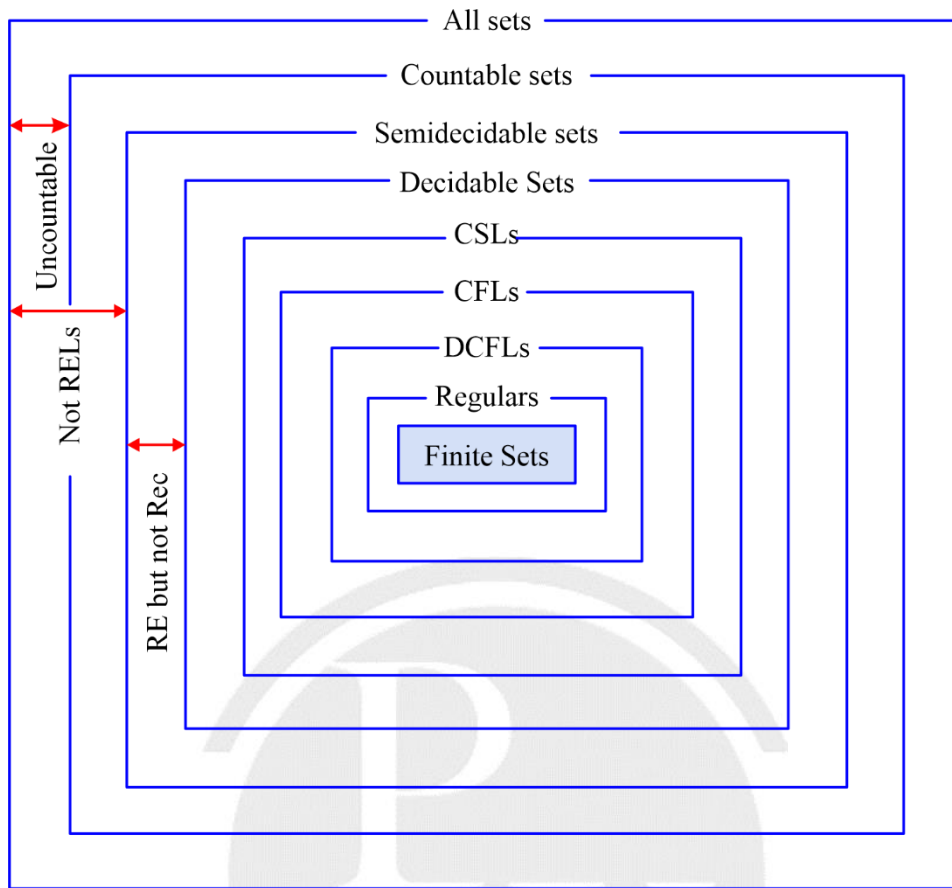 All sets
Countable sets
Semidecidable sets
Decidable Sets
CSLs
CFLs
DCFLs
Regulars
Finite Sets
Uncountable
Not RELs
RE but not Rec
P